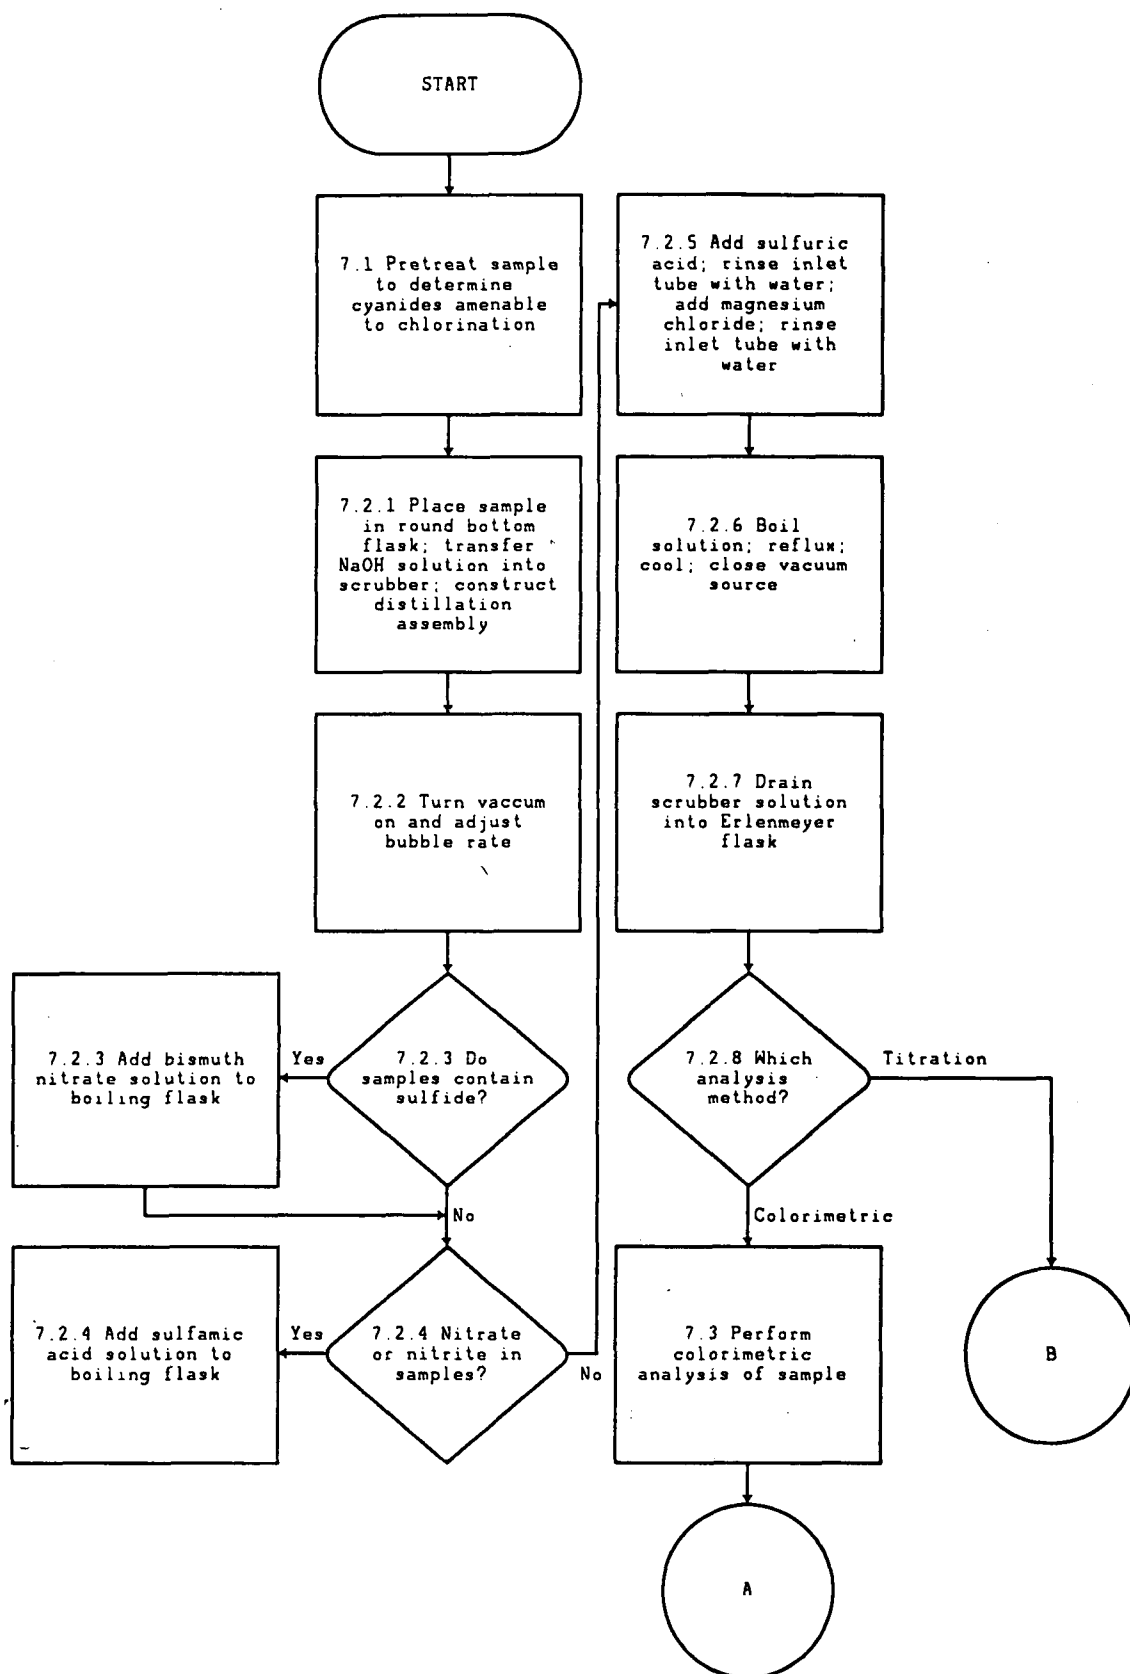 START
7.1 Pretreat sample
to determine
cyanides amenable
to chlorination
7.2.1 Place sample
in round bottom
flask; transfer
NaOH solution into
scrubber; construct
distillation
assembly
7.2.2 Turn vaccum
on and adjust
bubble rate
7.2.3 Do
samples contain
sulfide?
Yes
7.2.3 Add bismuth
nitrate solution to
boiling flask
No
7.2.4 Nitrate
or nitrite in
samples?
Yes
7.2.4 Add sulfamic
acid solution to
boiling flask
No
7.2.5 Add sulfuric
acid; rinse inlet
tube with water;
add magnesium
chloride; rinse
inlet tube with
water
7.2.6 Boil
solution; reflux;
cool; close vacuum
source
7.2.7 Drain
scrubber solution
into Erlenmeyer
flask
7.2.8 Which
analysis
method?
Titration
B
Colorimetric
7.3 Perform
colorimetric
analysis of sample
A